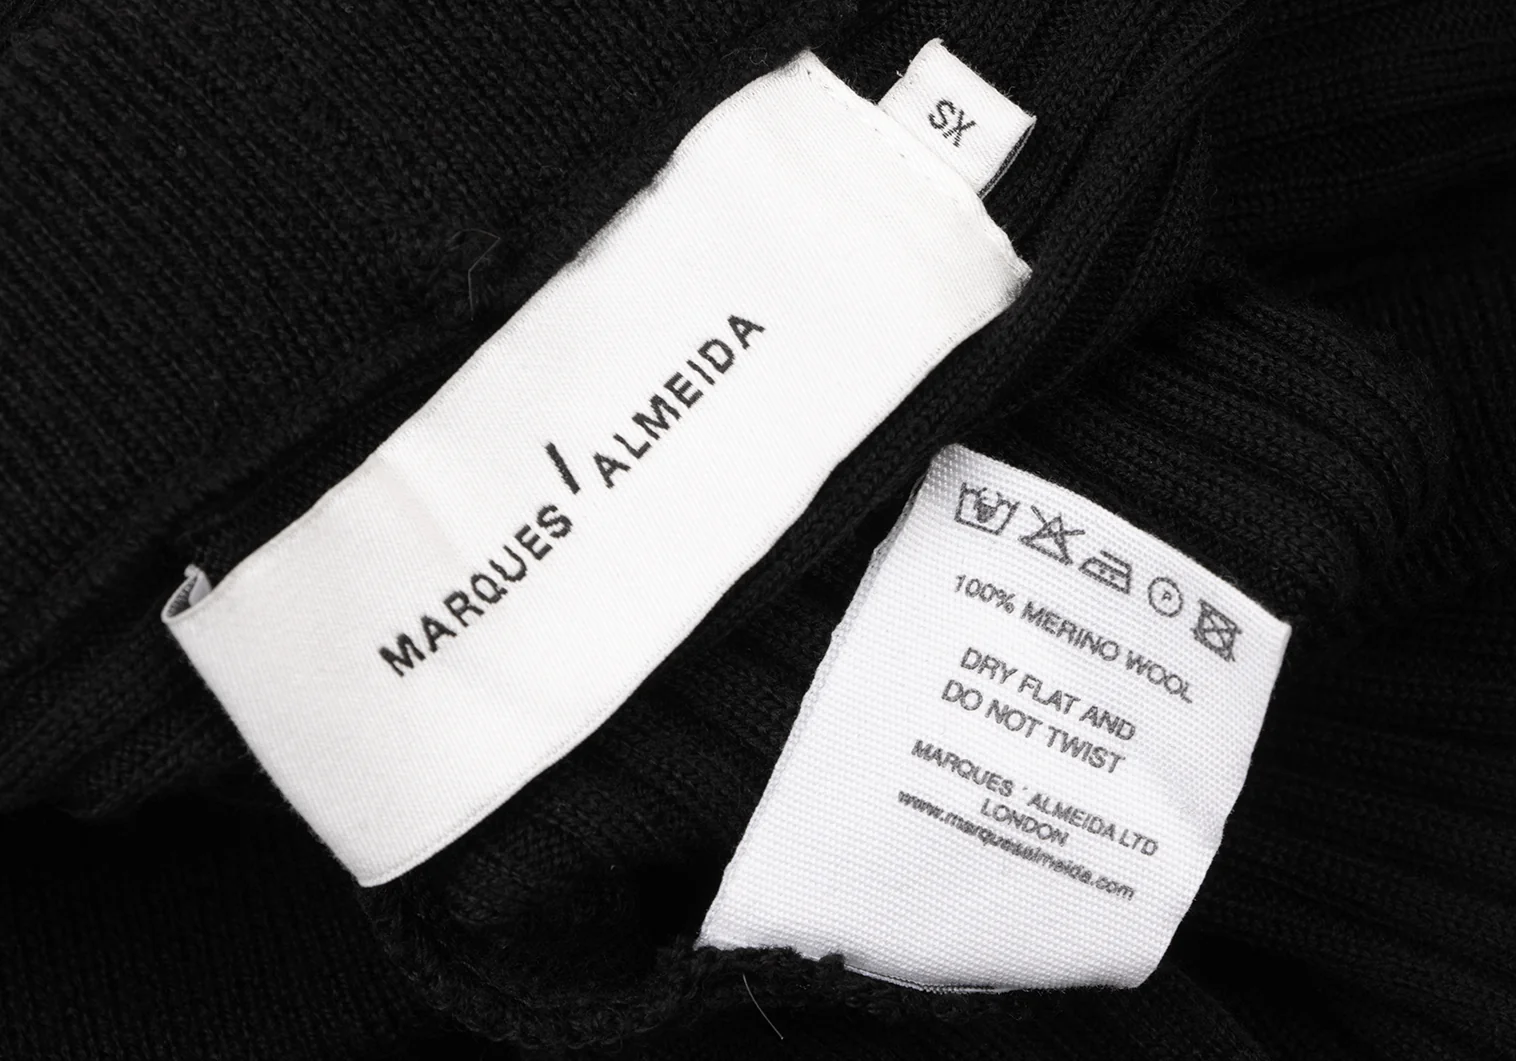 XS
MARQUES / ALMEIDA
P
100% MERINO WOOL
DRY FLAT AND
DO NOT TWIST
MARQUES ' ALMEIDA LTD
LONDON
www.marquesalmeida.com